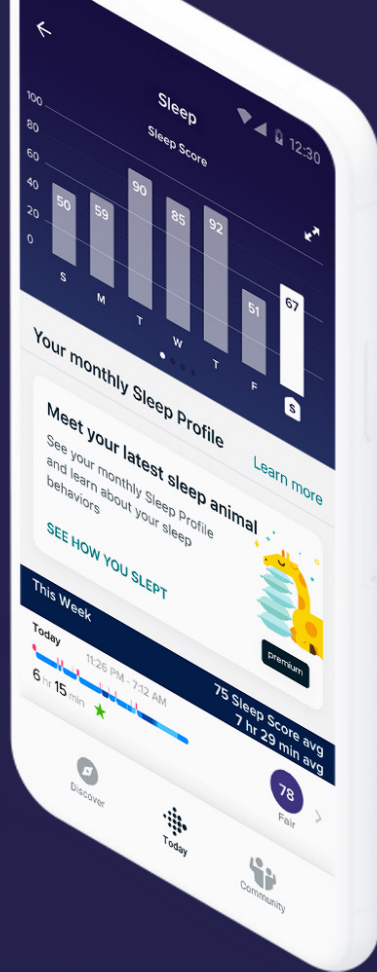 12:30
Sleep
Sleep Score
100
80
60
40
20
0
50
59
90
85
92
51
67
S
M
T
W
T
F
S
Your monthly Sleep Profile
Learn more
Meet your latest sleep animal
See your monthly Sleep Profile
and learn about your sleep
behaviors
SEE HOW YOU SLEPT
premium
This Week
75 Sleep Score avg
7 hr 29 min avg
Today
11:26 PM - 7:12 AM
6 hr 15 min
78
Fair
Discover
Today
Community